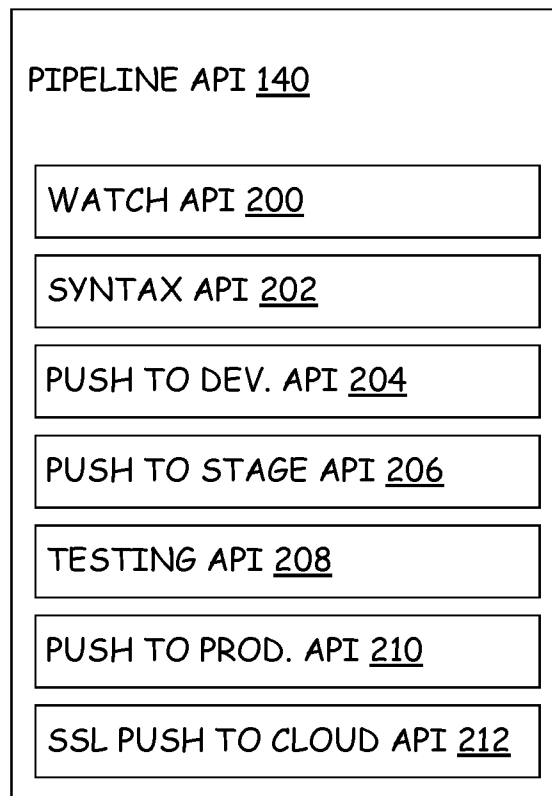 PIPELINE API 140
WATCH API 200
SYNTAX API 202
PUSH TO DEV. API 204
PUSH TO STAGE API 206
TESTING API 208
PUSH TO PROD. API 210
SSL PUSH TO CLOUD API 212